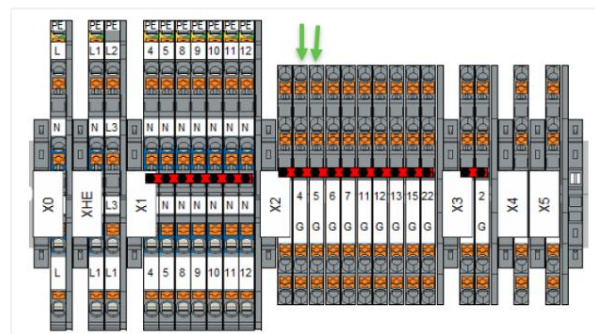 PE PE PE PE PE PE PE PE PE PE
L L1 L2 4 5 8 9 10 11 12
N N L3 N N N N N N N
X0 XHE L3 X1 N N N N N N X2 4 5 6 7 11 12 13 15 22 X3 2 X4 X5
G G G G G G G G G G
L L1 L1 4 5 8 9 10 11 12